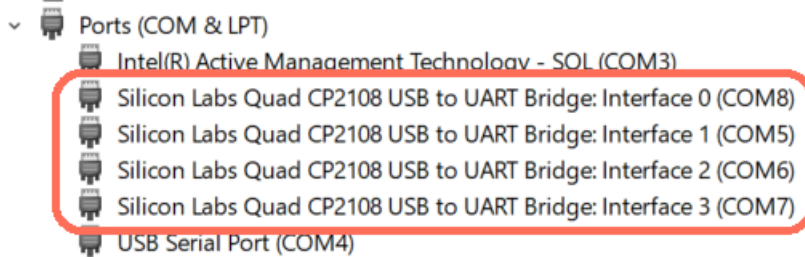 Ports (COM & LPT)
Intel(R) Active Management Technology - SOL (COM3)
Silicon Labs Quad CP2108 USB to UART Bridge: Interface 0 (COM8)
Silicon Labs Quad CP2108 USB to UART Bridge: Interface 1 (COM5)
Silicon Labs Quad CP2108 USB to UART Bridge: Interface 2 (COM6)
Silicon Labs Quad CP2108 USB to UART Bridge: Interface 3 (COM7)
USB Serial Port (COM4)